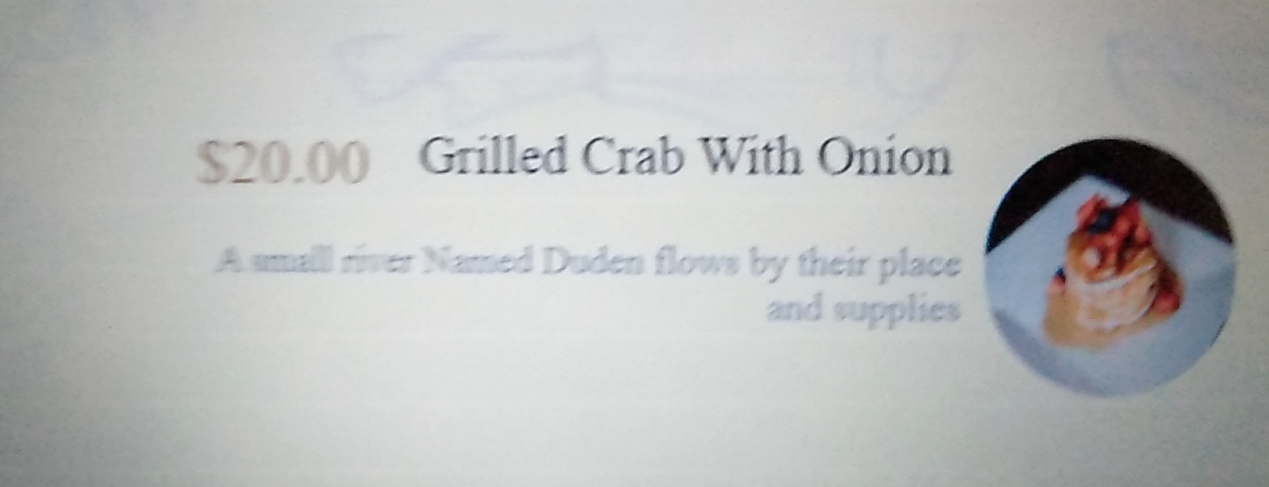 $20.00 Grilled Crab With Onion
A small river Named Duden flows by their place
and supplies